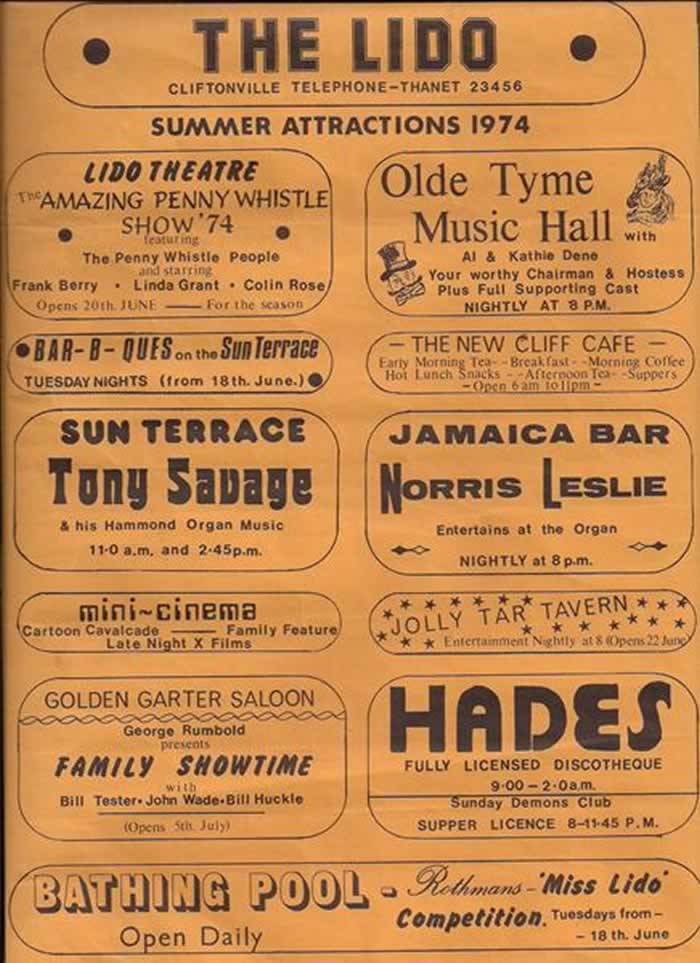 THE LIDO
CLIFTONVILLE TELEPHONE-THANET 23456
SUMMER ATTRACTIONS 1974
LIDO THEATRE
The AMAZING PENNY WHISTLE
SHOW '74
featuring
The Penny Whistle People
and starring
Frank Berry • Linda Grant • Colin Rose
Opens 20th. JUNE —— For the season
Olde Tyme
Music Hall with
Al & Kathie Dene
Your worthy Chairman & Hostess
Plus Full Supporting Cast
NIGHTLY AT 8 P.M.
BAR-B-QUES on the Sun Terrace
TUESDAY NIGHTS (from 18th. June.)
— THE NEW CLIFF CAFE —
Early Morning Tea- -Breakfast- -Morning Coffee
Hot Lunch Snacks - -Afternoon Tea- -Suppers
-Open 6am to 11pm-
SUN TERRACE
Tony Savage
& his Hammond Organ Music
11·0 a.m. and 2·45p.m.
JAMAICA BAR
NORRIS LESLIE
Entertains at the Organ
NIGHTLY at 8p.m.
mini~cinema
Cartoon Cavalcade —— Family Feature
Late Night X Films
JOLLY TAR TAVERN
Entertainment Nightly at 8 (Opens 22 June
GOLDEN GARTER SALOON
George Rumbold
presents
FAMILY SHOWTIME
with
Bill Tester•John Wade•Bill Huckle
(Opens 5th. July)
HADES
FULLY LICENSED DISCOTHEQUE
9·00 – 2·0a.m.
Sunday Demons Club
SUPPER LICENCE 8-11·45 P.M.
BATHING POOL -
Open Daily
Rothmans - 'Miss Lido'
Competition. Tuesdays from-
- 18th. June